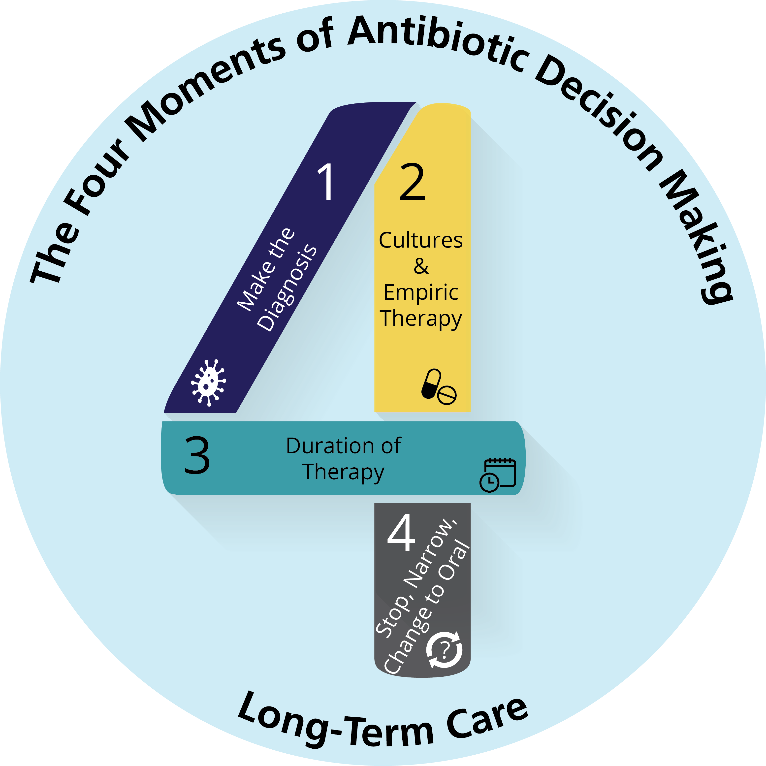 The Four Moments of Antibiotic Decision Making
1
Make the
Diagnosis
2
Cultures
&
Empiric
Therapy
3
Duration of
Therapy
4
Stop, Narrow,
Change to Oral
?
Long-Term Care